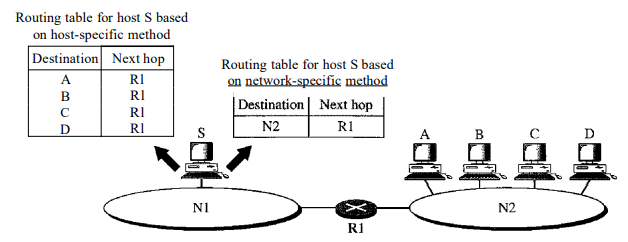 Routing table for host S based
on host-specific method
Destination Next hop
A R1
B R1
C R1
D R1
Routing table for host S based
on network-specific method
Destination Next hop
N2 R1
S
A B C D
N1
R1
N2